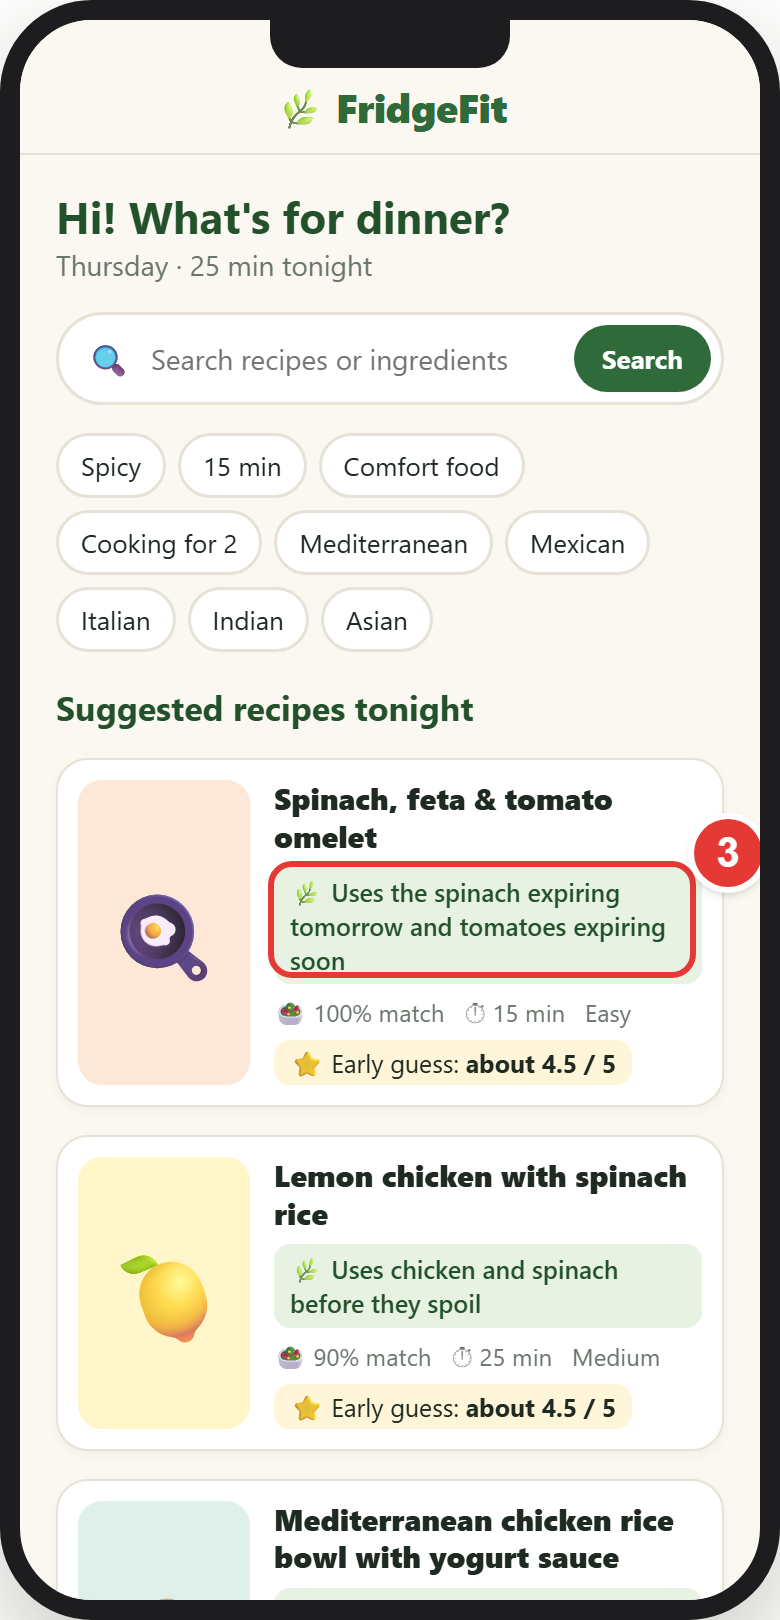 FridgeFit
Hi! What's for dinner?
Thursday · 25 min tonight
Search recipes or ingredients
Search
Spicy
15 min
Comfort food
Cooking for 2
Mediterranean
Mexican
Italian
Indian
Asian
Suggested recipes tonight
Spinach, feta & tomato
omelet
3
Uses the spinach expiring
tomorrow and tomatoes expiring
soon
100% match
15 min
Easy
Early guess: about 4.5 / 5
Lemon chicken with spinach
rice
Uses chicken and spinach
before they spoil
90% match
25 min
Medium
Early guess: about 4.5 / 5
Mediterranean chicken rice
bowl with yogurt sauce